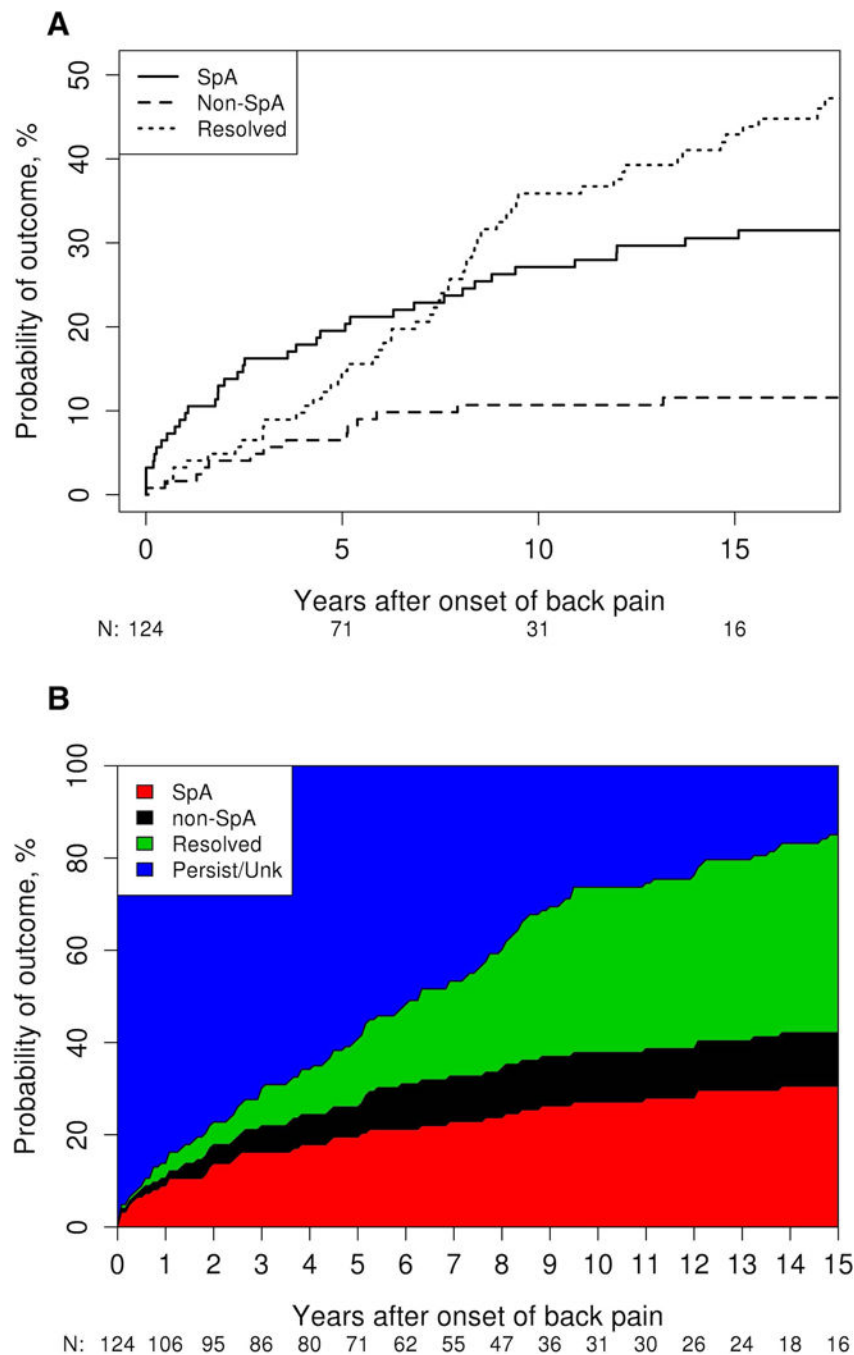 A
Probability of outcome, %
50
40
30
20
10
0
SpA
Non-SpA
Resolved
0 5 10 15
Years after onset of back pain
N: 124 71 31 16
B
Probability of outcome, %
100
80
60
40
20
0
SpA
non-SpA
Resolved
Persist/Unk
0 1 2 3 4 5 6 7 8 9 10 11 12 13 14 15
Years after onset of back pain
N: 124 106 95 86 80 71 62 55 47 36 31 30 26 24 18 16